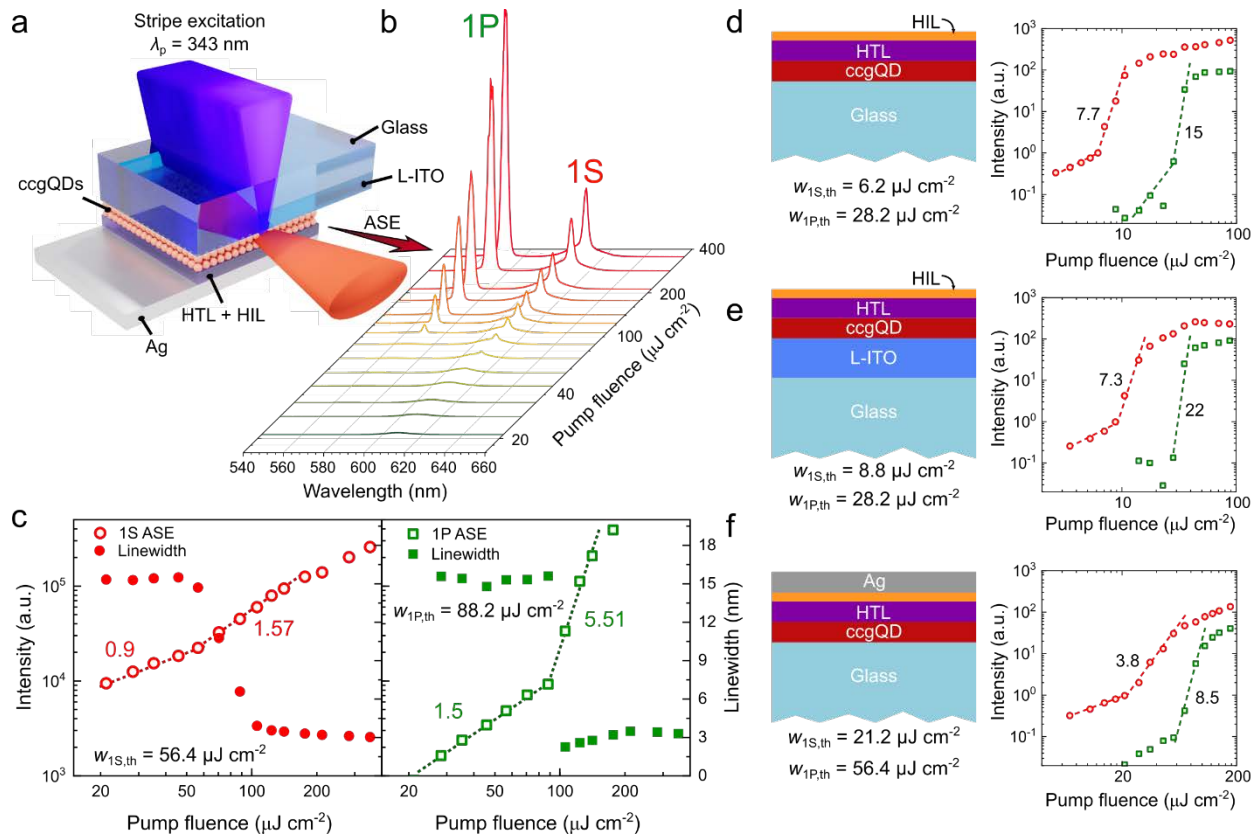 a
Stripe excitation
λp = 343 nm
Glass
L-ITO
ccgQDs
ASE
HTL + HIL
Ag
b
1P
1S
400
200
100
40
20
Pump fluence (μJ cm-2)
540 560 580 600 620 640 660
Wavelength (nm)
c
1S ASE
Linewidth
0.9
1.57
w1S,th = 56.4 μJ cm-2
Intensity (a.u.)
10^5
10^4
10^3
20 50 100 200
Pump fluence (μJ cm-2)
1P ASE
Linewidth
w1P,th = 88.2 μJ cm-2
5.51
1.5
18
15
12
9
6
3
0
Linewidth (nm)
20 50 100 200
Pump fluence (μJ cm-2)
d
HIL
HTL
ccgQD
Glass
w1S,th = 6.2 μJ cm-2
w1P,th = 28.2 μJ cm-2
Intensity (a.u.)
10^3
10^2
10^1
10^0
10^-1
7.7
15
10 100
Pump fluence (μJ cm-2)
e
HIL
HTL
ccgQD
L-ITO
Glass
w1S,th = 8.8 μJ cm-2
w1P,th = 28.2 μJ cm-2
Intensity (a.u.)
10^3
10^2
10^1
10^0
10^-1
7.3
22
10 100
Pump fluence (μJ cm-2)
f
Ag
HTL
ccgQD
Glass
w1S,th = 21.2 μJ cm-2
w1P,th = 56.4 μJ cm-2
Intensity (a.u.)
10^3
10^2
10^1
10^0
10^-1
3.8
8.5
20 200
Pump fluence (μJ cm-2)